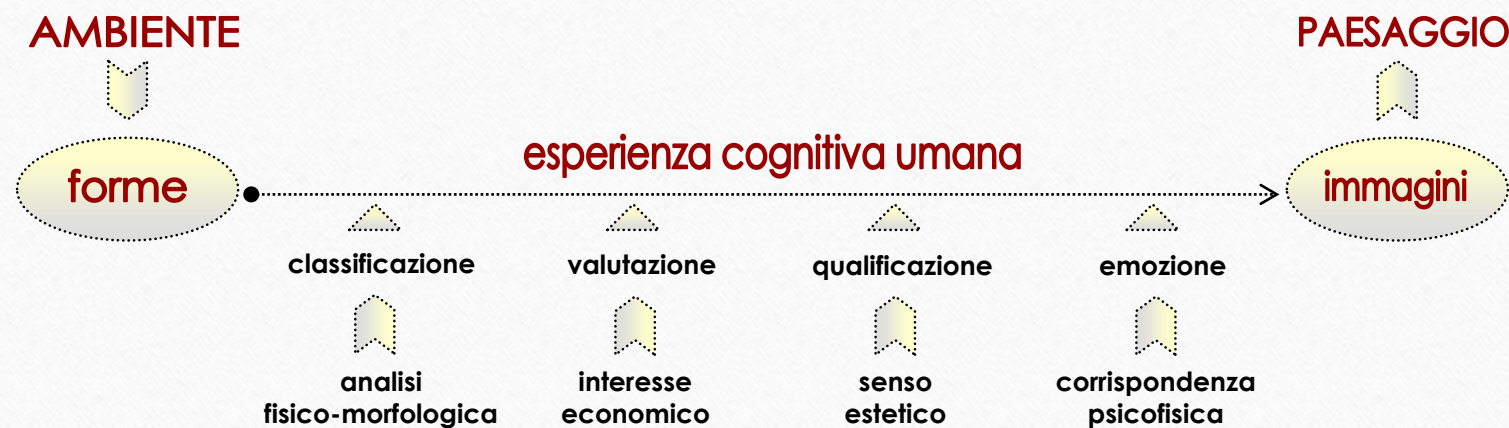 AMBIENTE
PAESAGGIO
esperienza cognitiva umana
forme
immagini
classificazione
valutazione
qualificazione
emozione
analisi
fisico-morfologica
interesse
economico
senso
estetico
corrispondenza
psicofisica